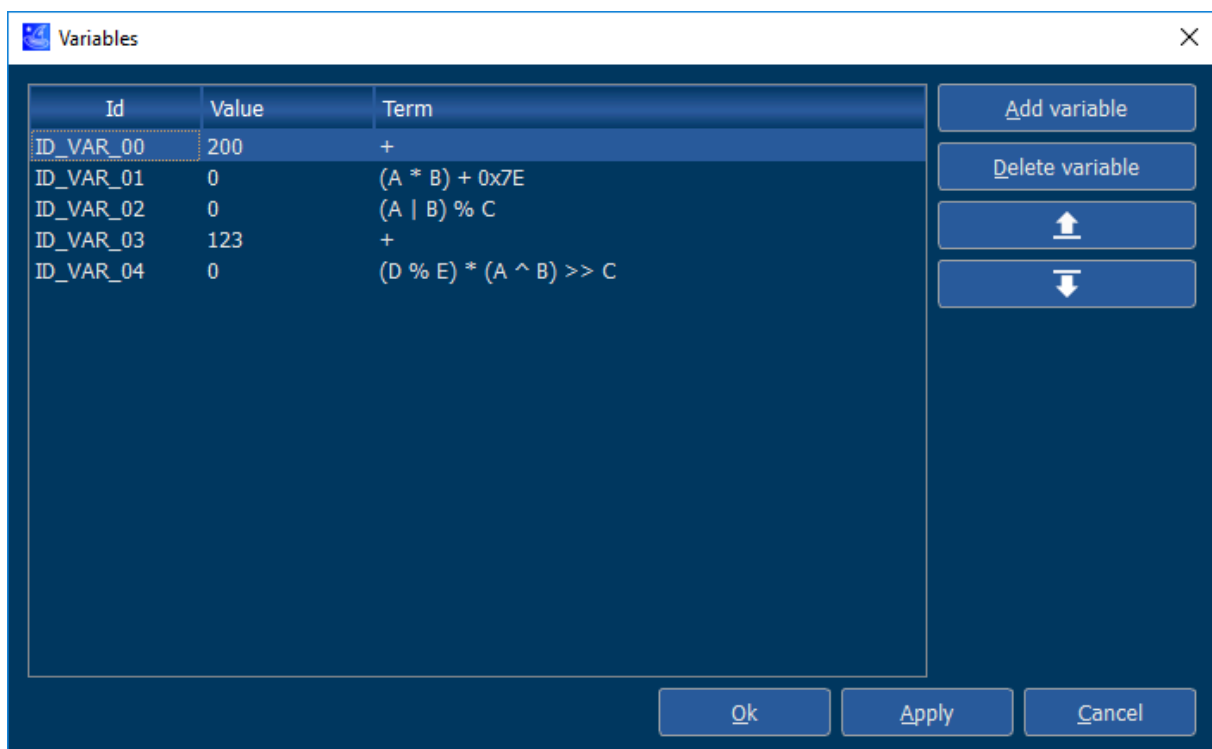 Variables
Id Value Term
ID_VAR_00 200 +
ID_VAR_01 0 (A * B) + 0x7E
ID_VAR_02 0 (A | B) % C
ID_VAR_03 123 +
ID_VAR_04 0 (D % E) * (A ^ B) >> C
Add variable
Delete variable
Ok Apply Cancel